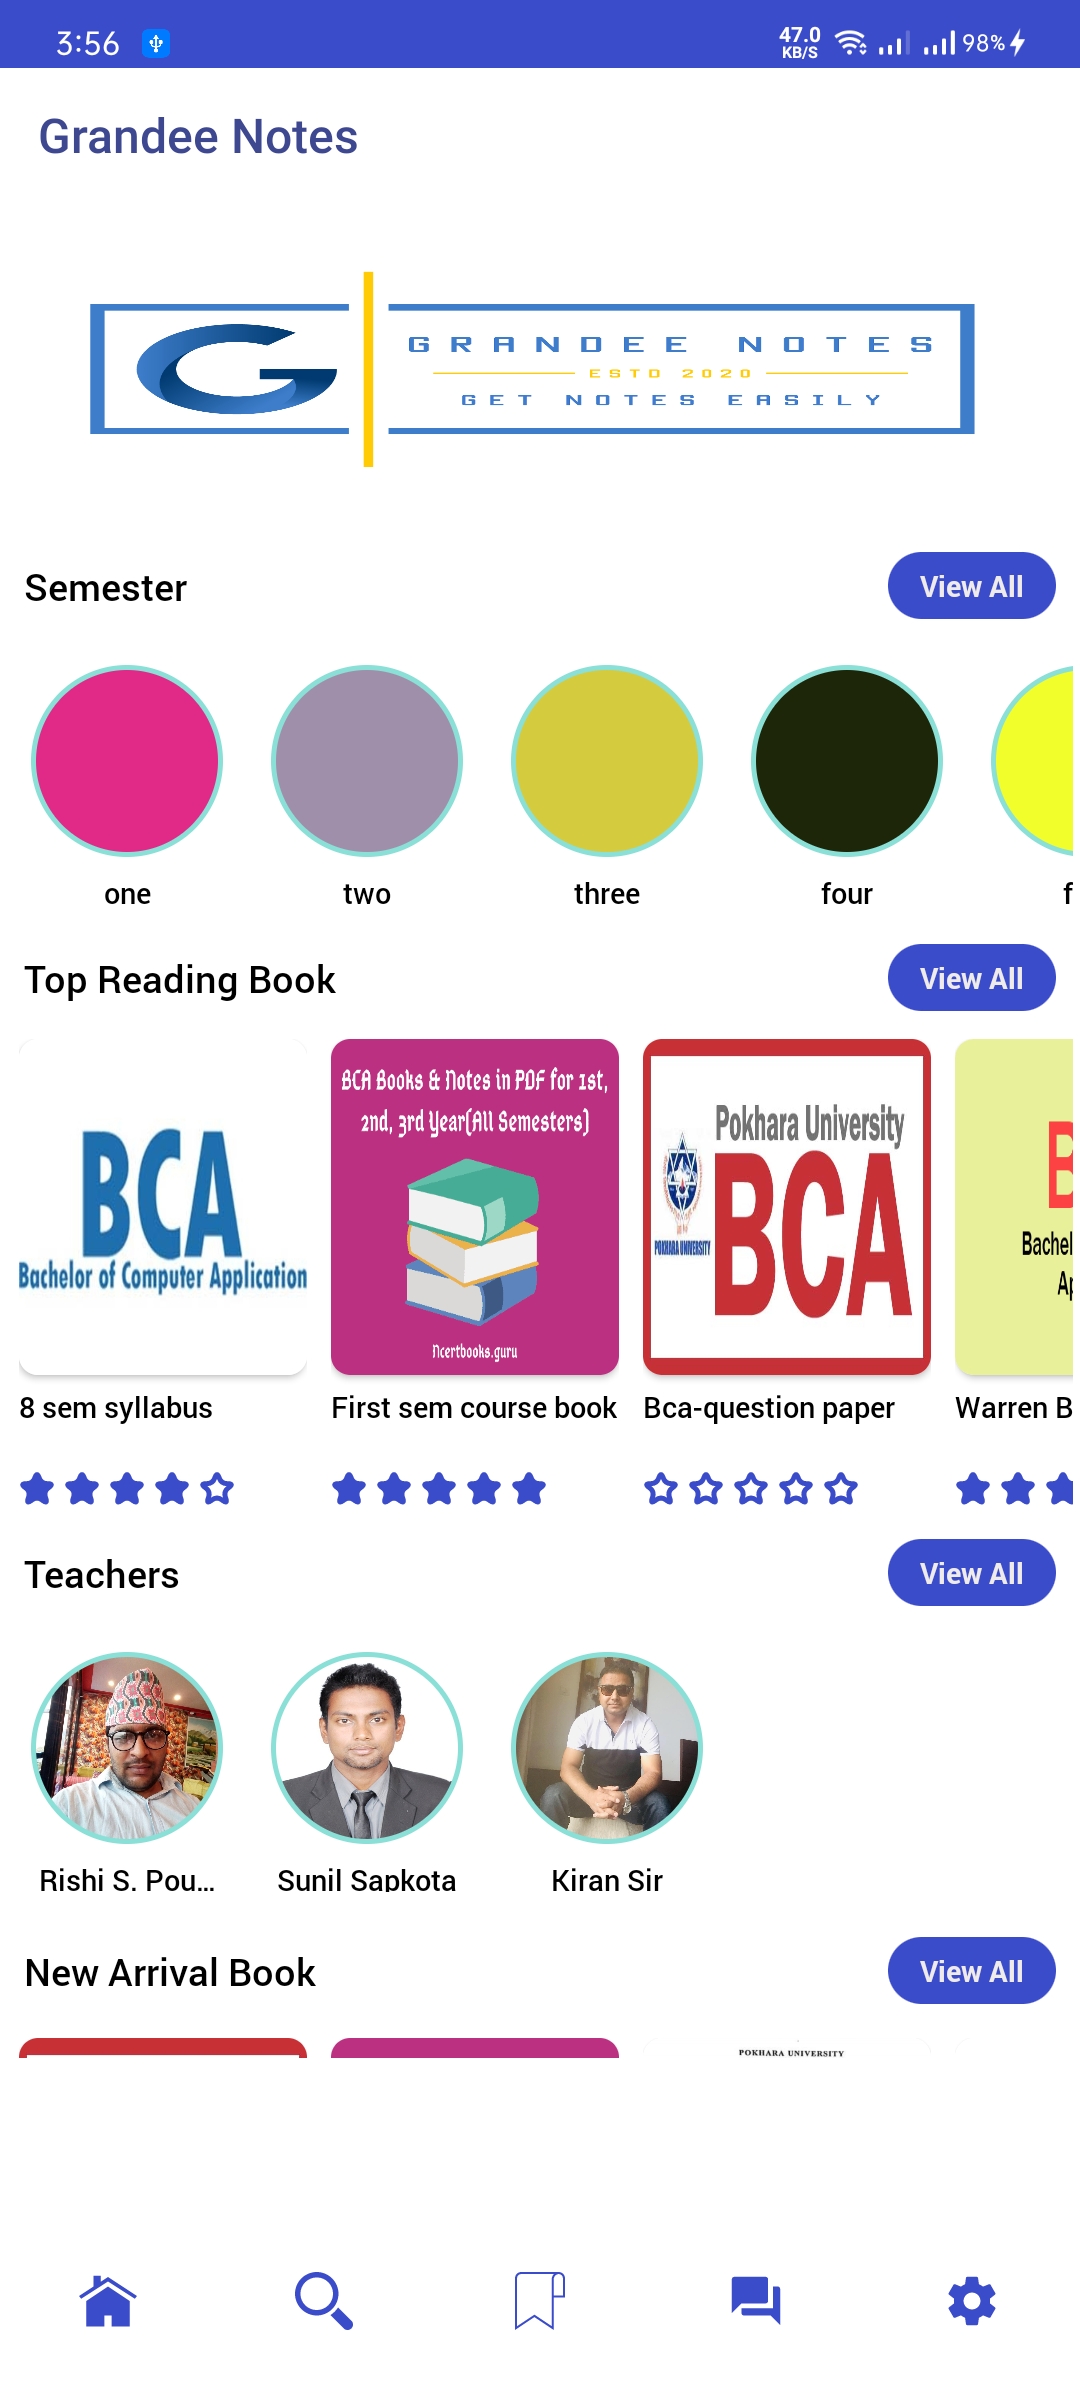 3:56
47.0
KB/S
98%
Grandee Notes
GRANDEE NOTES
ESTD 2020
GET NOTES EASILY
Semester
View All
one
two
three
four
f
Top Reading Book
View All
BCA
Bachelor of Computer Application
BCA Books & Notes in PDF for 1st,
2nd, 3rd Year(All Semesters)
Ncertbooks.guru
Pokhara University
BCA
POKHARA UNIVERSITY
B
Bachel
Ap
8 sem syllabus
First sem course book
Bca-question paper
Warren B
Teachers
View All
Rishi S. Pou...
Sunil Sapkota
Kiran Sir
New Arrival Book
View All
POKHARA UNIVERSITY